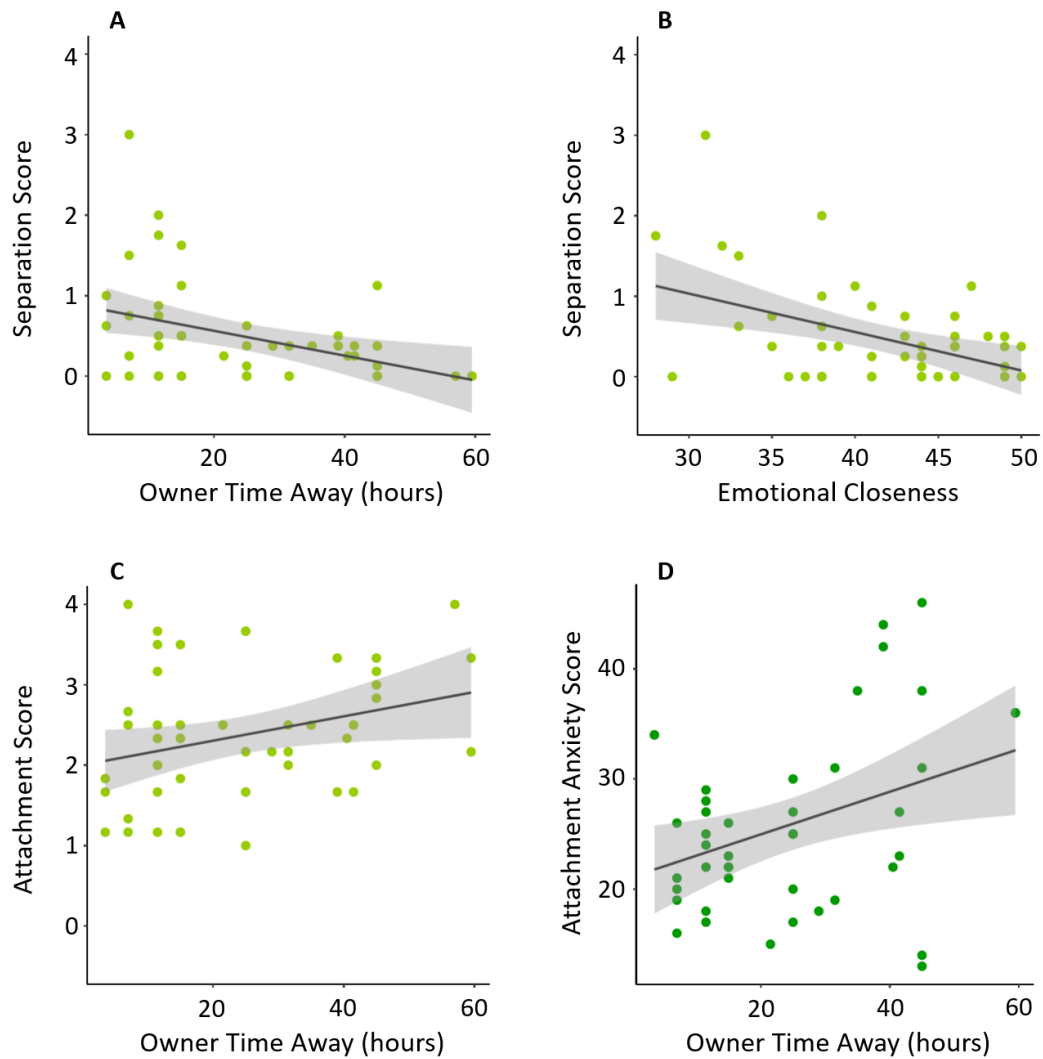 A
Separation Score
4
3
2
1
0
20
40
60
Owner Time Away (hours)
B
Separation Score
4
3
2
1
0
30
35
40
45
50
Emotional Closeness
C
Attachment Score
4
3
2
1
0
20
40
60
Owner Time Away (hours)
D
Attachment Anxiety Score
40
30
20
20
40
60
Owner Time Away (hours)